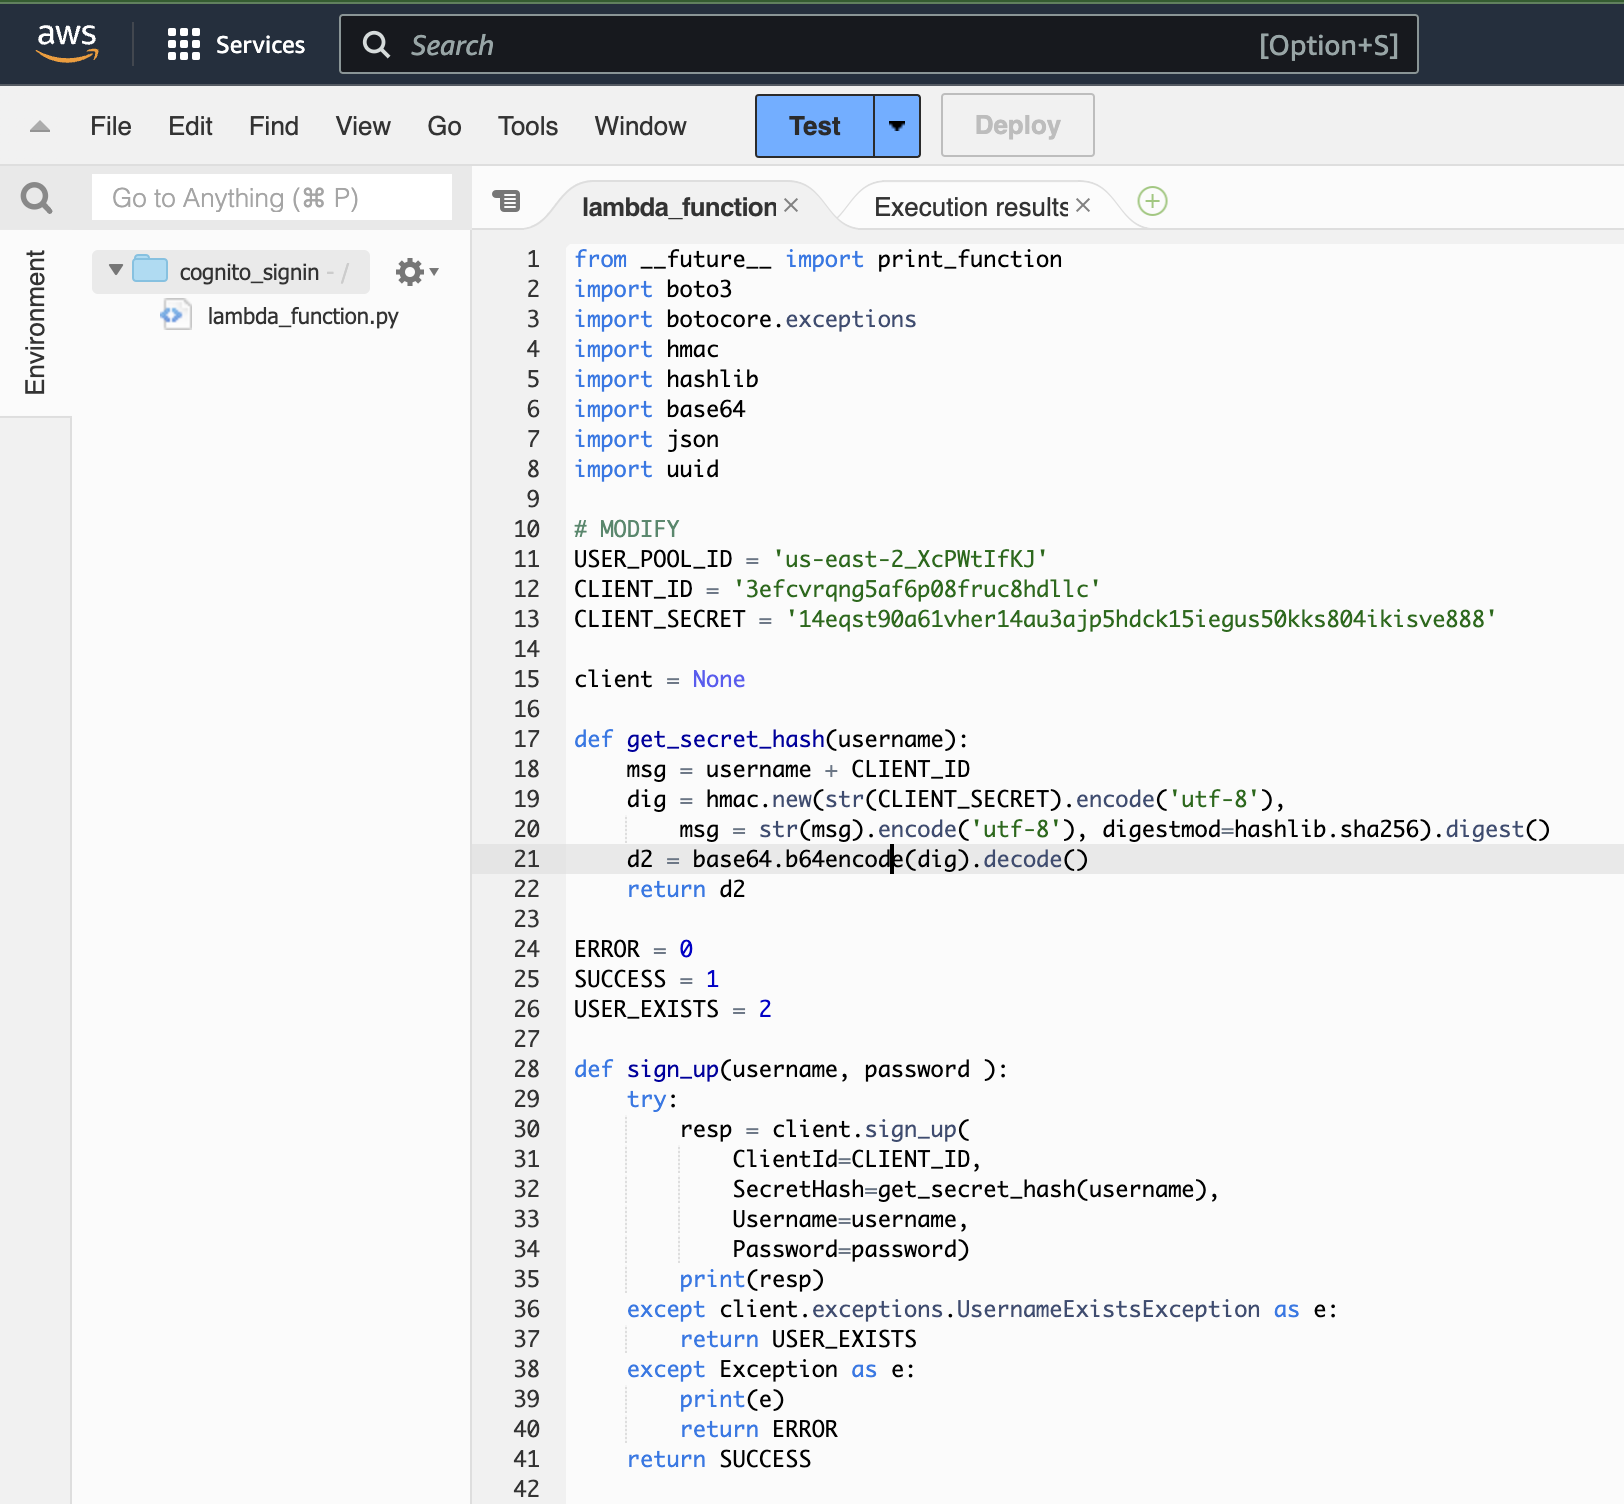 aws Services Search [Option+S]
File Edit Find View Go Tools Window Test Deploy
Go to Anything (⌘ P) lambda_function × Execution results ×
Environment
cognito_signin - /
lambda_function.py
1 from __future__ import print_function
2 import boto3
3 import botocore.exceptions
4 import hmac
5 import hashlib
6 import base64
7 import json
8 import uuid
9
10 # MODIFY
11 USER_POOL_ID = 'us-east-2_XcPWtIfKJ'
12 CLIENT_ID = '3efcvrqng5af6p08fruc8hdllc'
13 CLIENT_SECRET = '14eqst90a61vher14au3ajp5hdck15iegus50kks804ikisve888'
14
15 client = None
16
17 def get_secret_hash(username):
18     msg = username + CLIENT_ID
19     dig = hmac.new(str(CLIENT_SECRET).encode('utf-8'),
20         msg = str(msg).encode('utf-8'), digestmod=hashlib.sha256).digest()
21     d2 = base64.b64encode(dig).decode()
22     return d2
23
24 ERROR = 0
25 SUCCESS = 1
26 USER_EXISTS = 2
27
28 def sign_up(username, password ):
29     try:
30         resp = client.sign_up(
31             ClientId=CLIENT_ID,
32             SecretHash=get_secret_hash(username),
33             Username=username,
34             Password=password)
35         print(resp)
36     except client.exceptions.UsernameExistsException as e:
37         return USER_EXISTS
38     except Exception as e:
39         print(e)
40         return ERROR
41     return SUCCESS
42